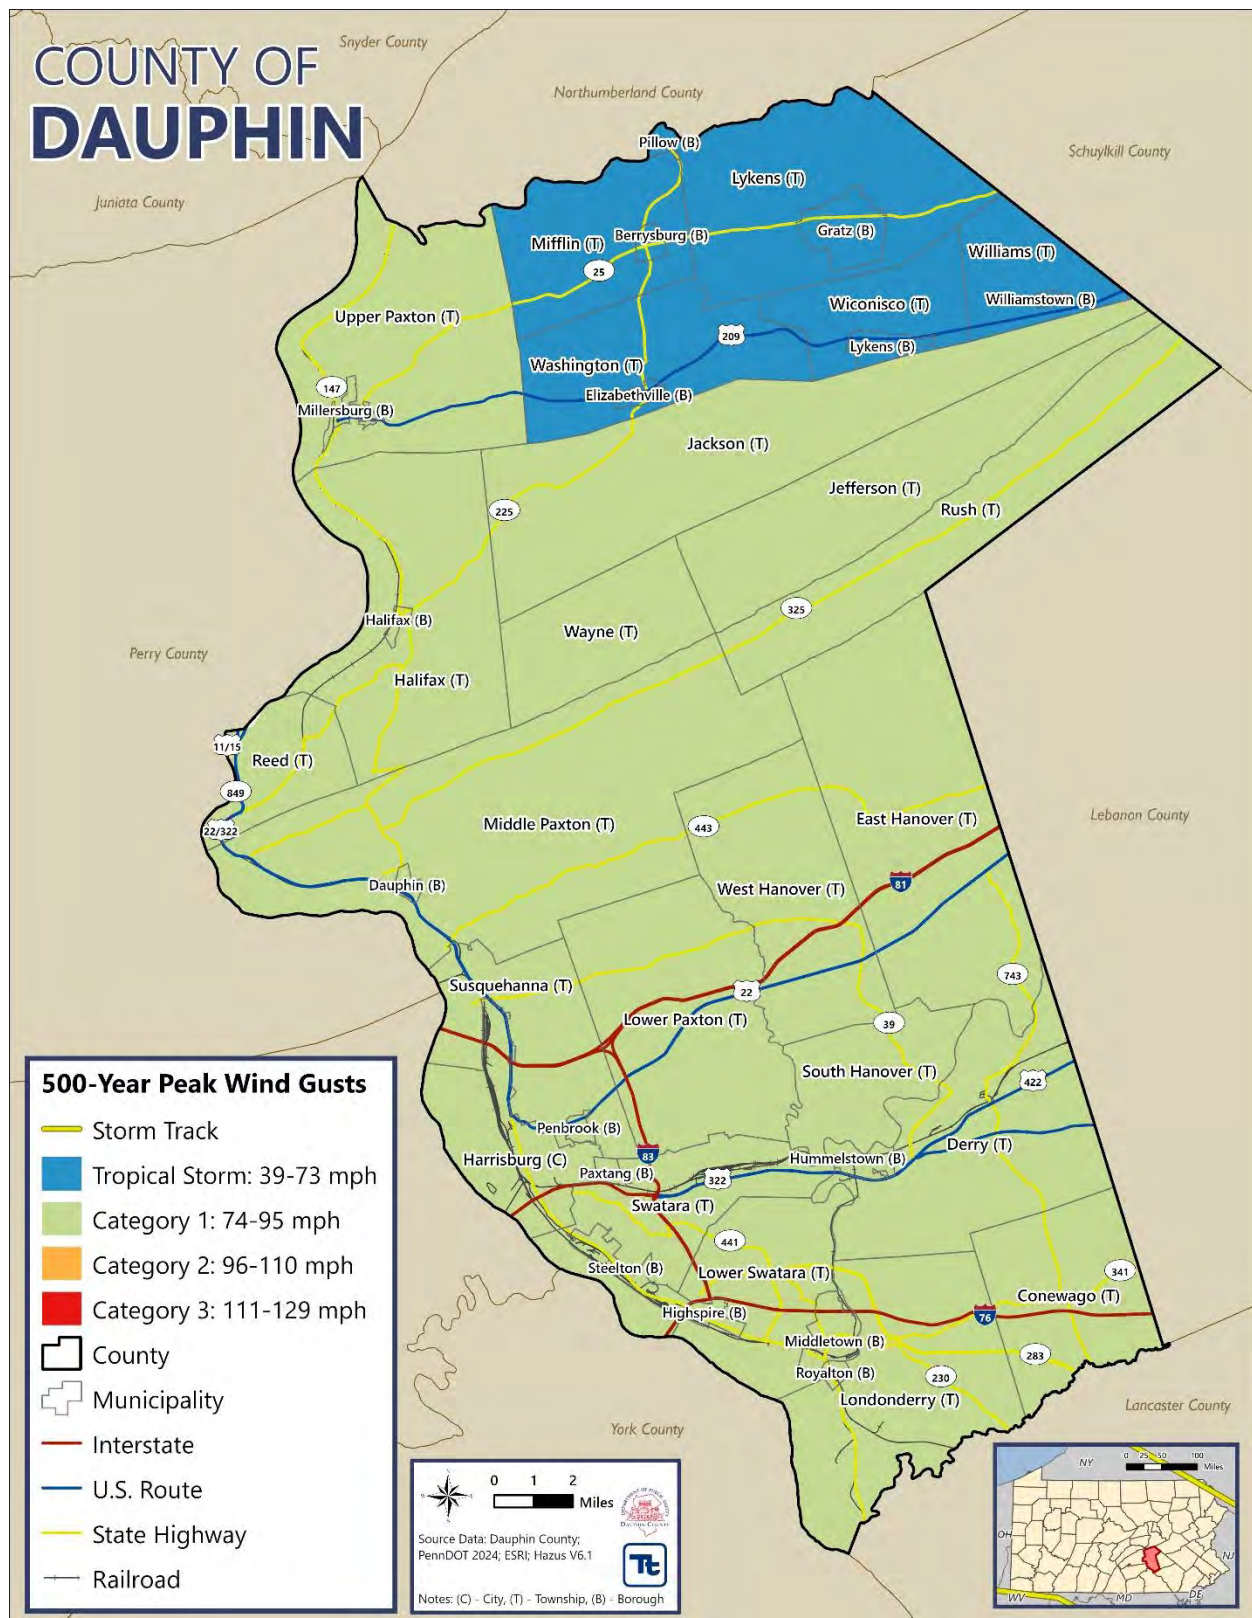 COUNTY OF
DAUPHIN
Snyder County
Northumberland County
Schuylkill County
Juniata County
Pillow (B)
Lykens (T)
Mifflin (T)
Berrysburg (B)
Gratz (B)
Williams (T)
25
Upper Paxton (T)
Wiconisco (T)
Williamstown (B)
209
Lykens (B)
Washington (T)
147
Elizabethville (B)
Millersburg (B)
Jackson (T)
Jefferson (T)
Rush (T)
225
325
Halifax (B)
Wayne (T)
Perry County
Halifax (T)
11/15
Reed (T)
849
22/322
Middle Paxton (T)
443
East Hanover (T)
Lebanon County
Dauphin (B)
West Hanover (T)
81
743
Susquehanna (T)
22
Lower Paxton (T)
39
South Hanover (T)
422
Penbrook (B)
83
Derry (T)
Harrisburg (C)
Hummelstown (B)
Paxtang (B)
322
Swatara (T)
441
Steelton (B)
Lower Swatara (T)
341
Conewago (T)
Highspire (B)
76
Middletown (B)
283
Royalton (B)
230
Londonderry (T)
Lancaster County
York County
500-Year Peak Wind Gusts
Storm Track
Tropical Storm: 39-73 mph
Category 1: 74-95 mph
Category 2: 96-110 mph
Category 3: 111-129 mph
County
Municipality
Interstate
U.S. Route
State Highway
Railroad
0 1 2
Miles
DAUPHIN COUNTY
Source Data: Dauphin County;
PennDOT 2024; ESRI; Hazus V6.1
Tt
Notes: (C) - City, (T) - Township, (B) - Borough
0 25 50 100
Miles
NY
OH
NJ
WV
MD
DE